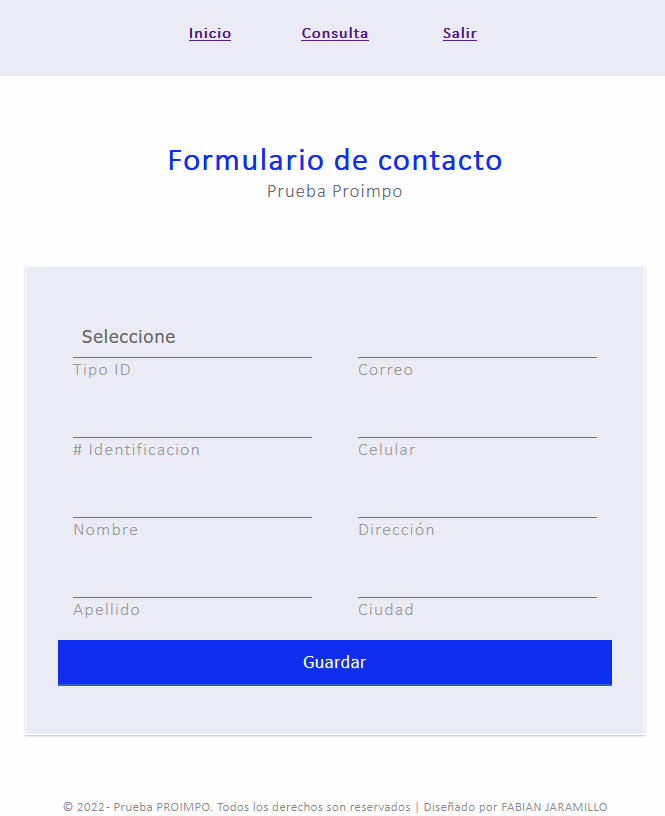 Inicio Consulta Salir
Formulario de contacto
Prueba Proimpo
Seleccione
Tipo ID Correo
# Identificacion Celular
Nombre Dirección
Apellido Ciudad
Guardar
© 2022- Prueba PROIMPO. Todos los derechos son reservados | Diseñado por FABIAN JARAMILLO